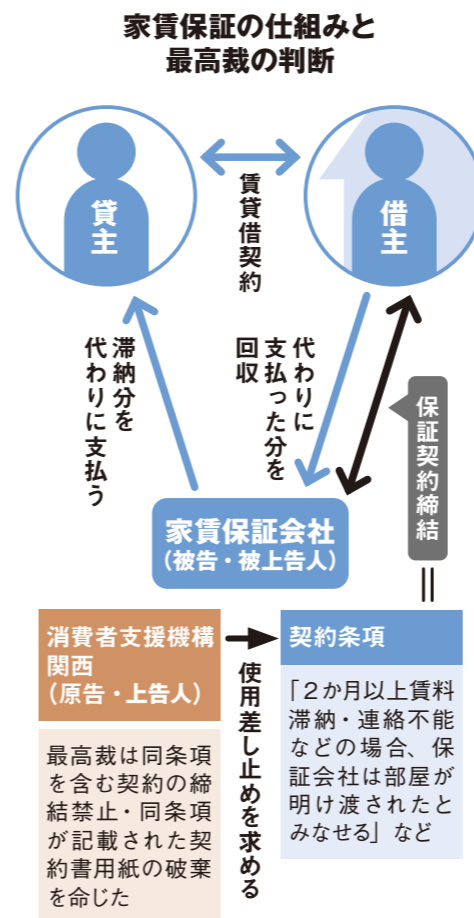 家賃保証の仕組みと
最高裁の判断
貸主
借主
賃貸借契約
滞納分を
代わりに支払う
代わりに
支払った分を
回収
保証契約締結
家賃保証会社
(被告・被上告人)
消費者支援機構
関西
(原告・上告人)
最高裁は同条項
を含む契約の締
結禁止・同条項
が記載された契
約書用紙の破棄
を命じた
使用差し止めを求める
契約条項
「2か月以上賃料
滞納・連絡不能
などの場合、保
証会社は部屋が
明け渡されたと
みなせる」など